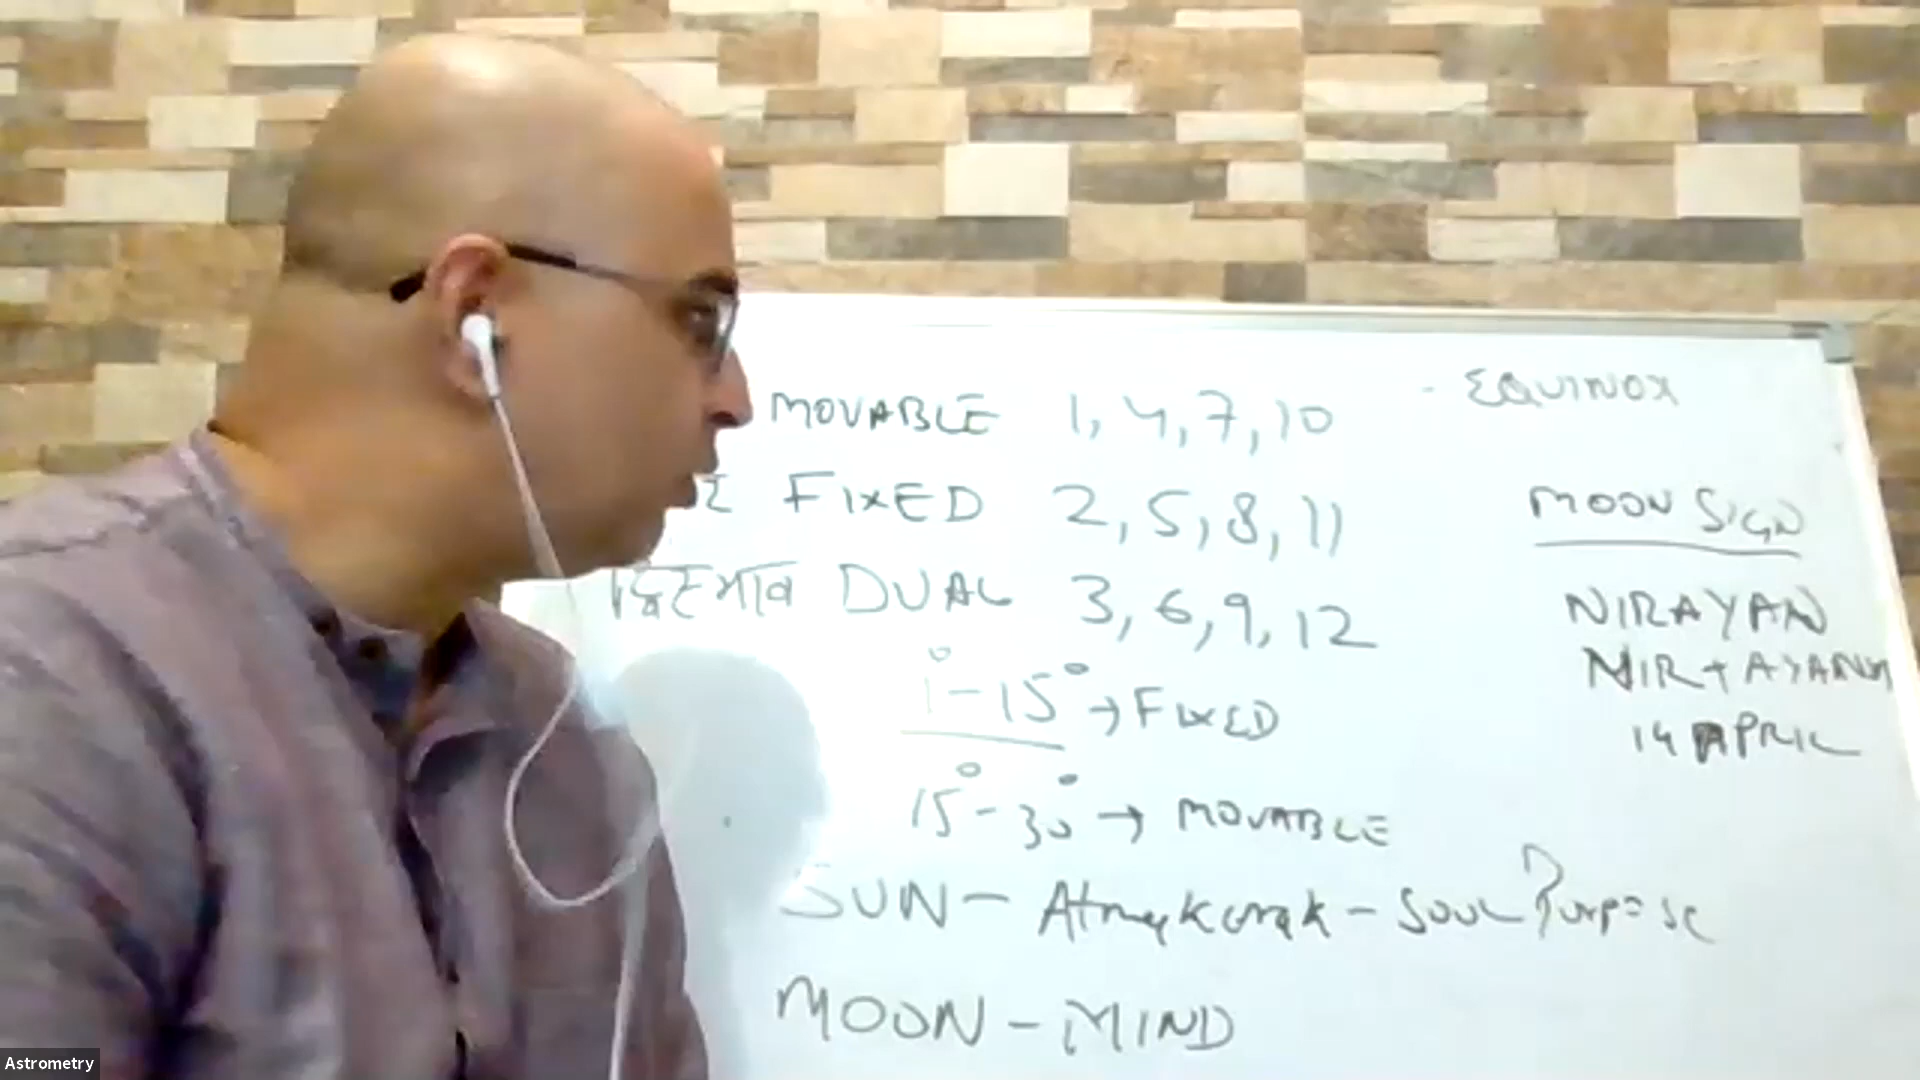 MOVABLE 1, 4, 7, 10
FIXED 2, 5, 8, 11
द्विस्वभाव DUAL 3, 6, 9, 12
1° - 15° → FIXED
15° - 30° → MOVABLE
SUN - Atmakarak - Soul Purpose
MOON - MIND
- EQUINOX
MOON SIGN
NIRAYAN
NIR + AYANA
14 APRIL
Astrometry